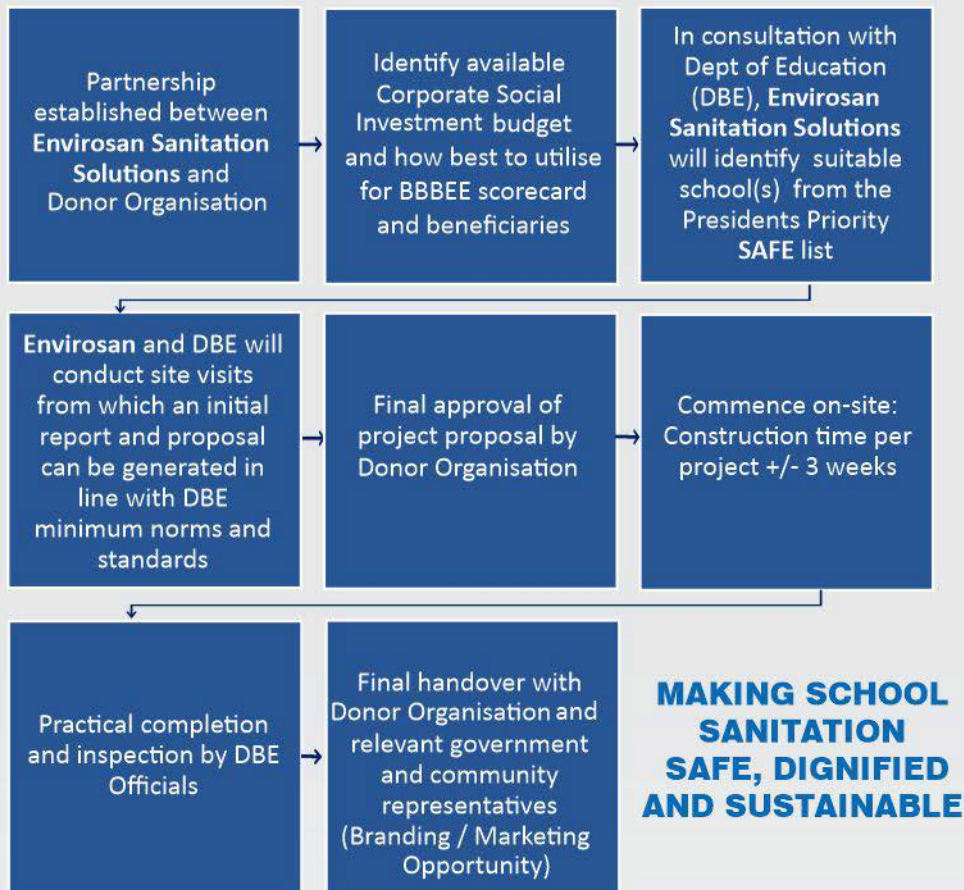 Partnership
established between
Envirosan Sanitation
Solutions and
Donor Organisation
Identify available
Corporate Social
Investment budget
and how best to utilise
for BBBEE scorecard
and beneficiaries
In consultation with
Dept of Education
(DBE), Envirosan
Sanitation Solutions
will identify suitable
school(s) from the
Presidents Priority
SAFE list
Envirosan and DBE will
conduct site visits
from which an initial
report and proposal
can be generated in
line with DBE
minimum norms and
standards
Final approval of
project proposal by
Donor Organisation
Commence on-site:
Construction time per
project +/- 3 weeks
Practical completion
and inspection by DBE
Officials
Final handover with
Donor Organisation and
relevant government
and community
representatives
(Branding / Marketing
Opportunity)
MAKING SCHOOL
SANITATION
SAFE, DIGNIFIED
AND SUSTAINABLE